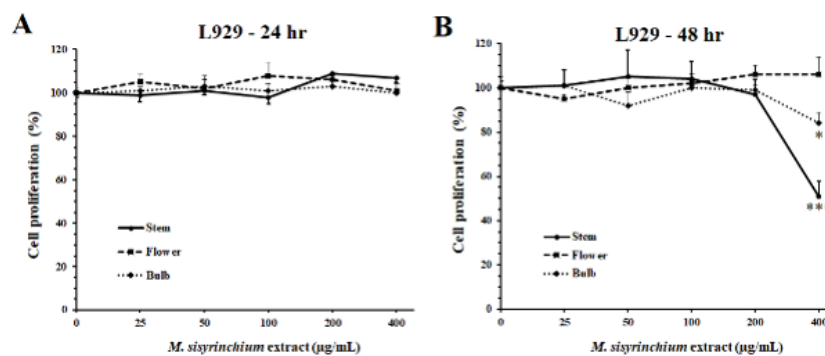 A
L929 - 24 hr
120
100
80
60
40
20
0
Cell proliferation (%)
Stem
Flower
Bulb
0 25 50 100 200 400
M. sisyrinchium extract (µg/mL)
B
L929 - 48 hr
120
100
80
60
40
20
0
Cell proliferation (%)
*
**
Stem
Flower
Bulb
0 25 50 100 200 400
M. sisyrinchium extract (µg/mL)